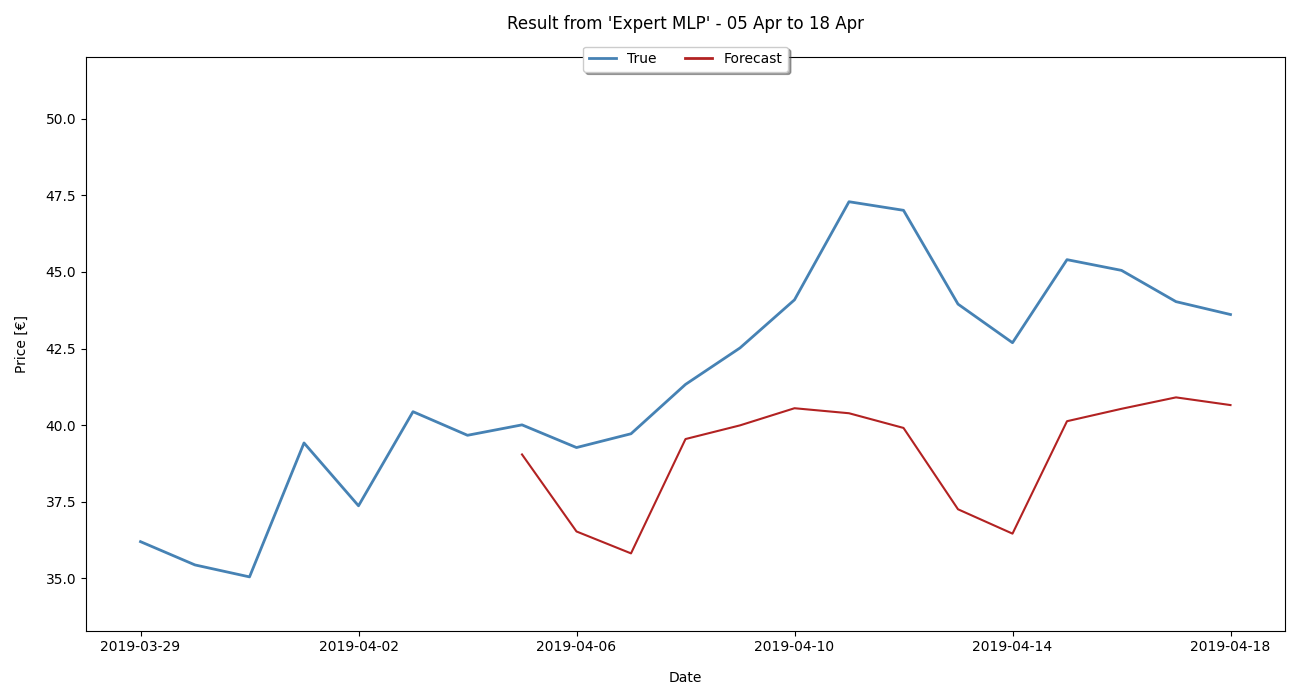 Result from 'Expert MLP' - 05 Apr to 18 Apr
True Forecast
50.0
47.5
45.0
42.5
40.0
37.5
35.0
Price [€]
2019-03-29 2019-04-02 2019-04-06 2019-04-10 2019-04-14 2019-04-18
Date